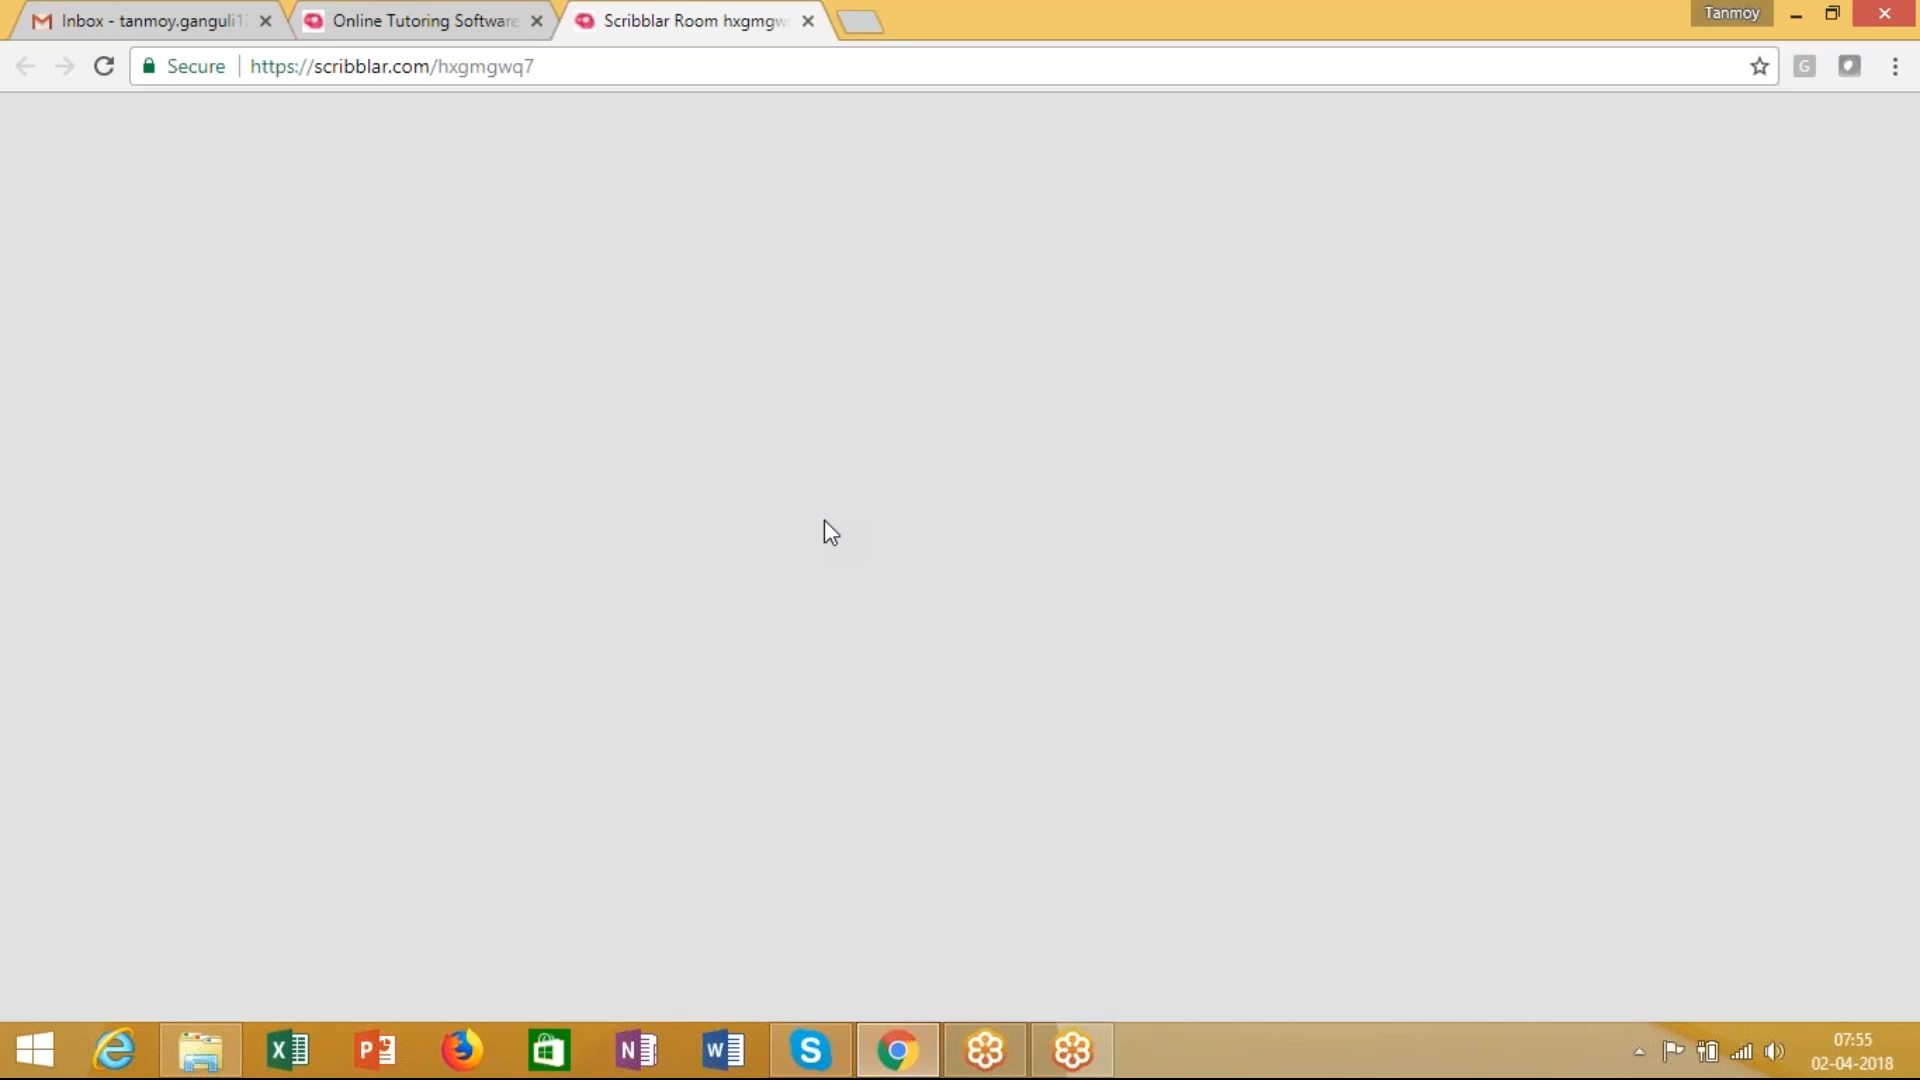 Inbox - tanmoy.ganguli1
Online Tutoring Software
Scribblar Room hxgmgw
Tanmoy
Secure
https://scribblar.com/hxgmgwq7
07:55
02-04-2018